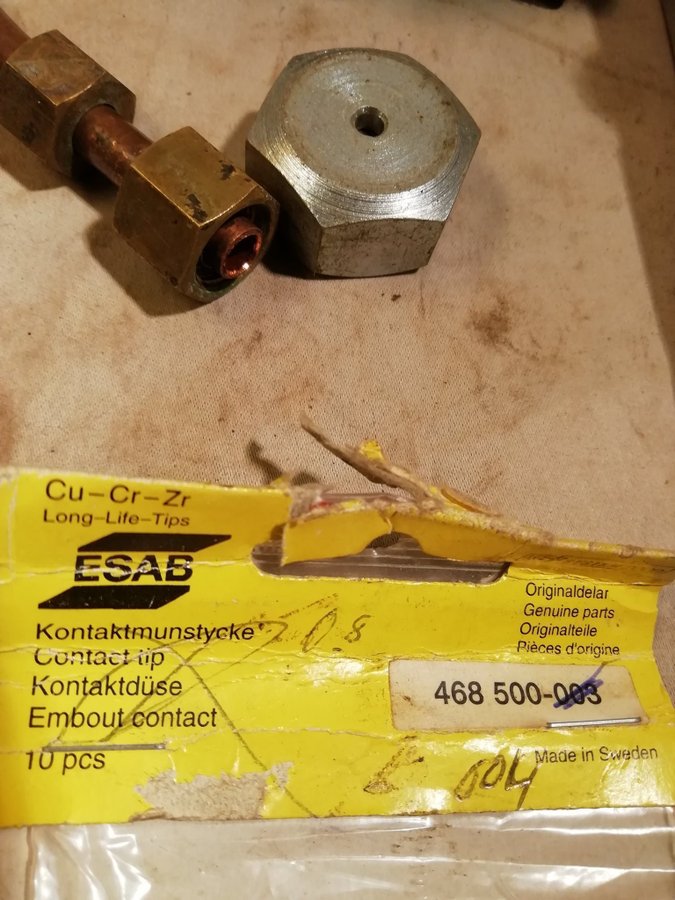 Cu-Cr-Zr
Long-Life-Tips
ESAB
Kontaktmunstycke
Contact tip
Kontaktdüse
Embout contact
10 pcs
0.8
Originaldelar
Genuine parts
Originalteile
Pièces d'origine
468 500-003
Made in Sweden
004